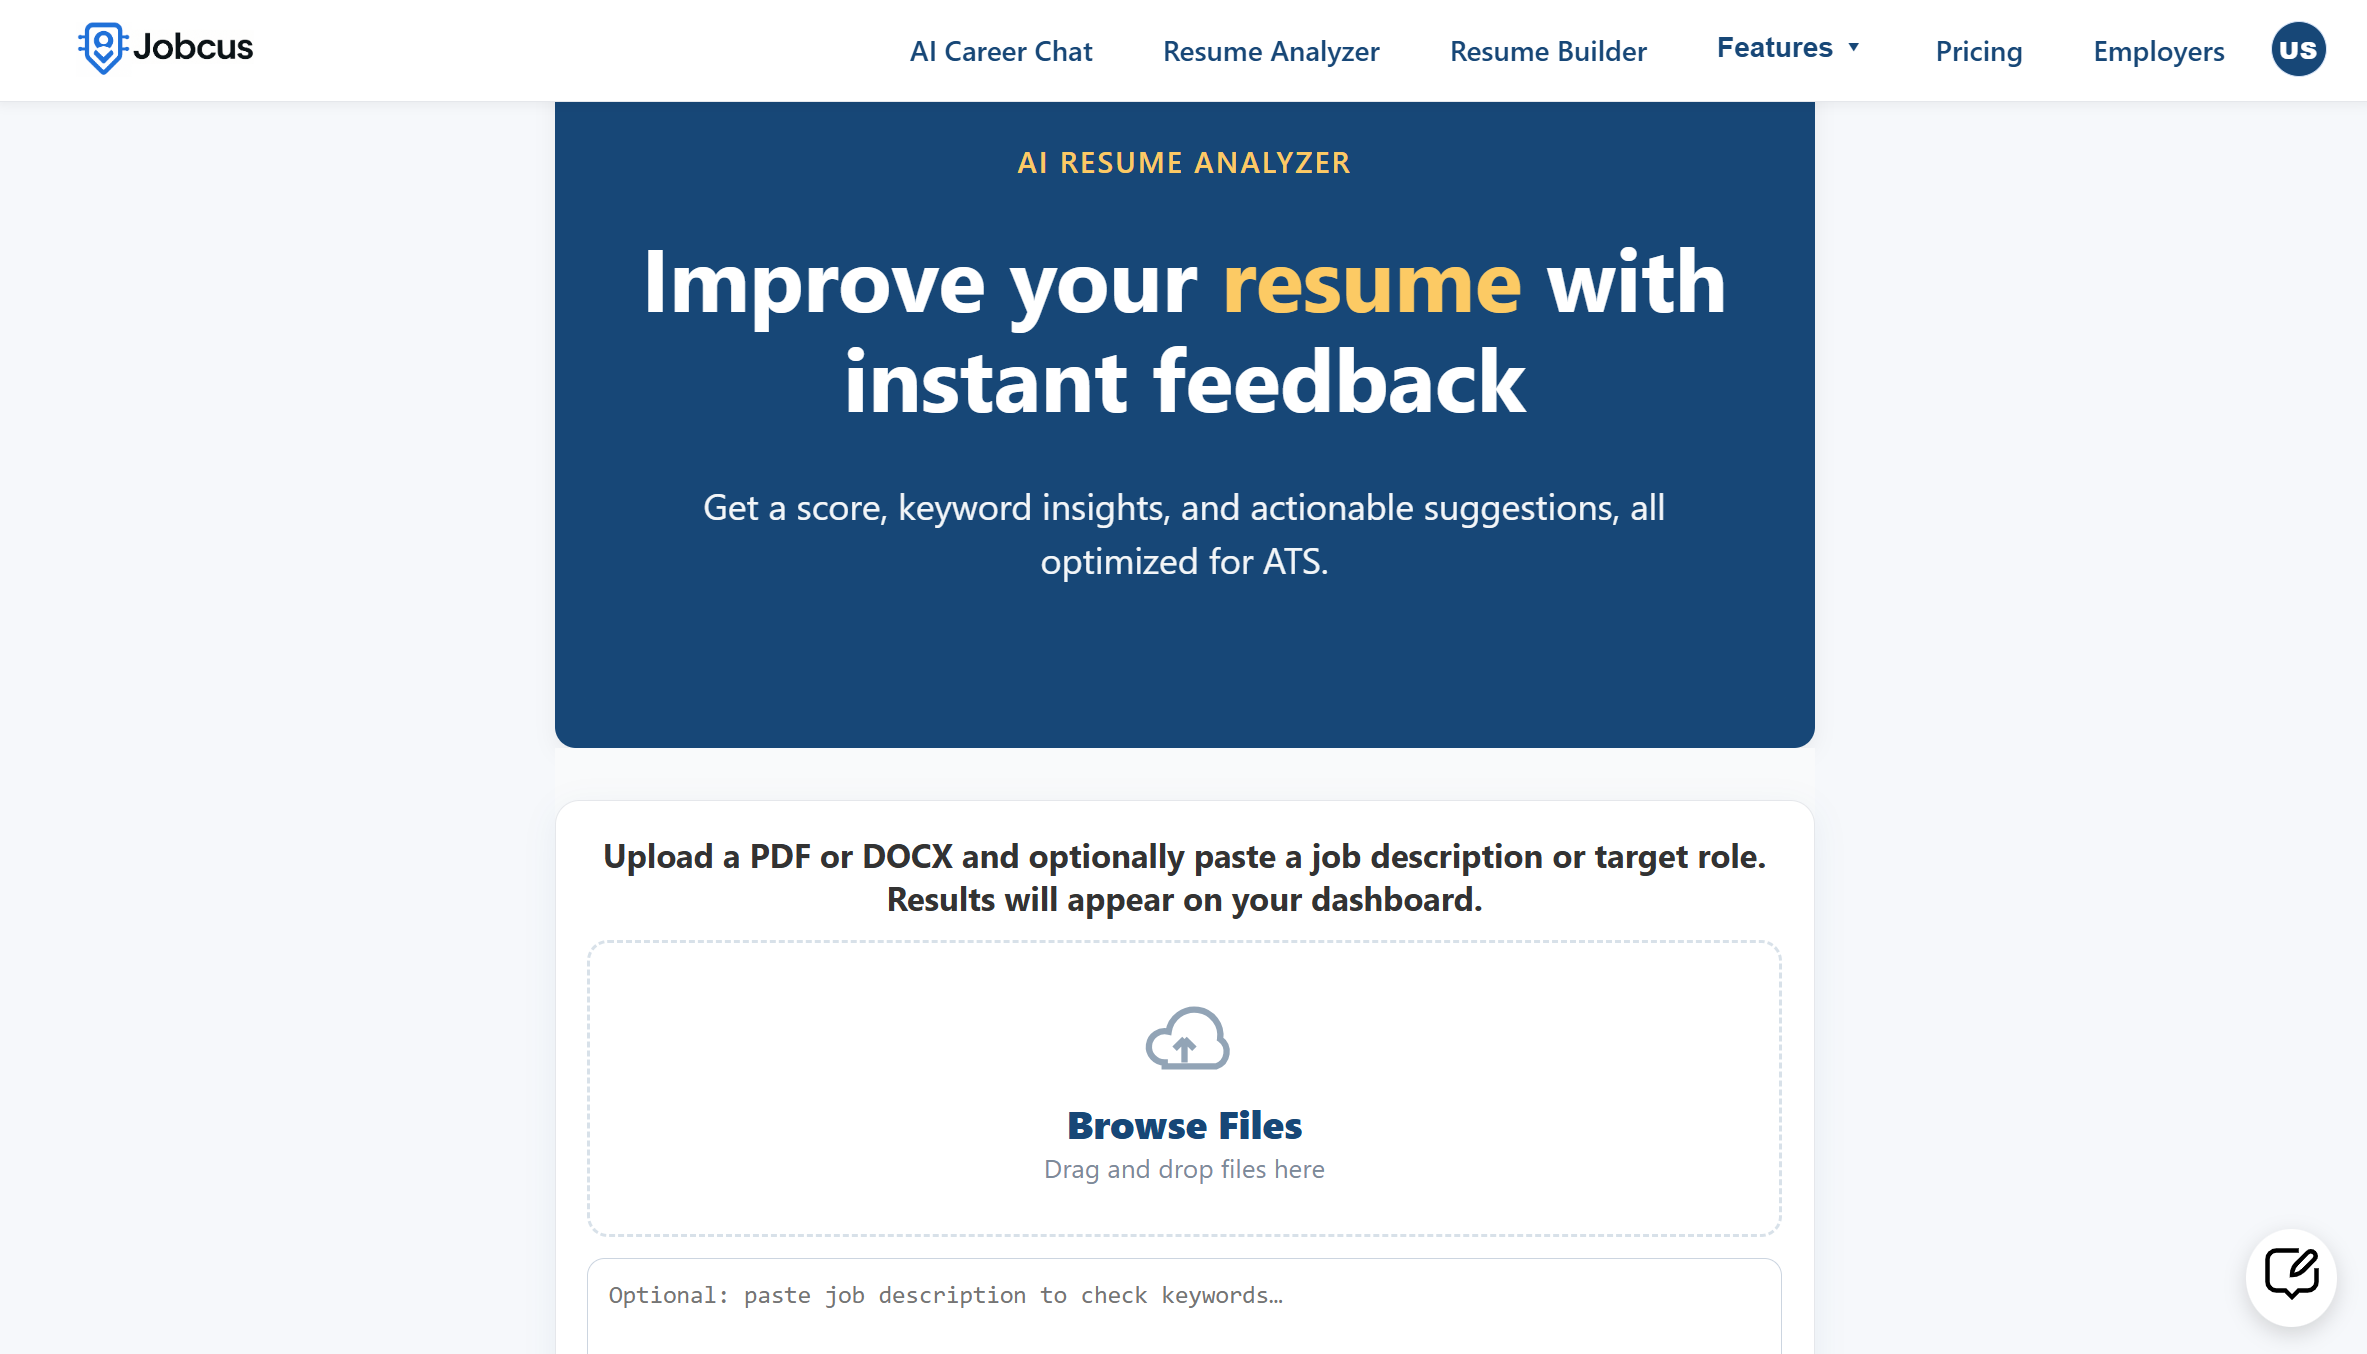 Jobcus
AI Career Chat
Resume Analyzer
Resume Builder
Features ▼
Pricing
Employers
US
AI RESUME ANALYZER
Improve your resume with
instant feedback
Get a score, keyword insights, and actionable suggestions, all
optimized for ATS.
Upload a PDF or DOCX and optionally paste a job description or target role.
Results will appear on your dashboard.
Browse Files
Drag and drop files here
Optional: paste job description to check keywords…